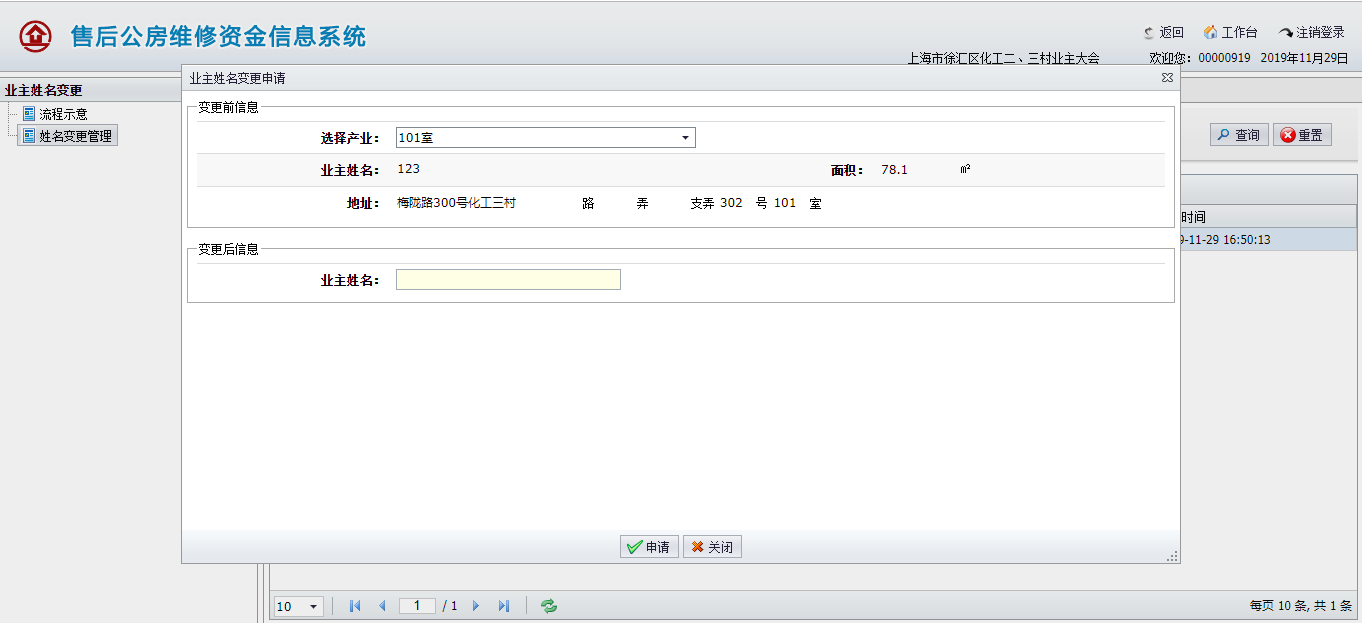 售后公房维修资金信息系统
返回 工作台 注销登录
上海市徐汇区化工二、三村业主大会 欢迎您: 00000919 2019年11月29日
业主姓名变更
流程示意
姓名变更管理
业主姓名变更申请
变更前信息
选择产业: 101室
业主姓名: 123 面积: 78.1 m²
地址: 梅陇路300号化工三村 路 弄 支弄 302 号 101 室
变更后信息
业主姓名:
申请 关闭
查询 重置
时间
9-11-29 16:50:13
10 1 / 1 每页 10 条, 共 1 条